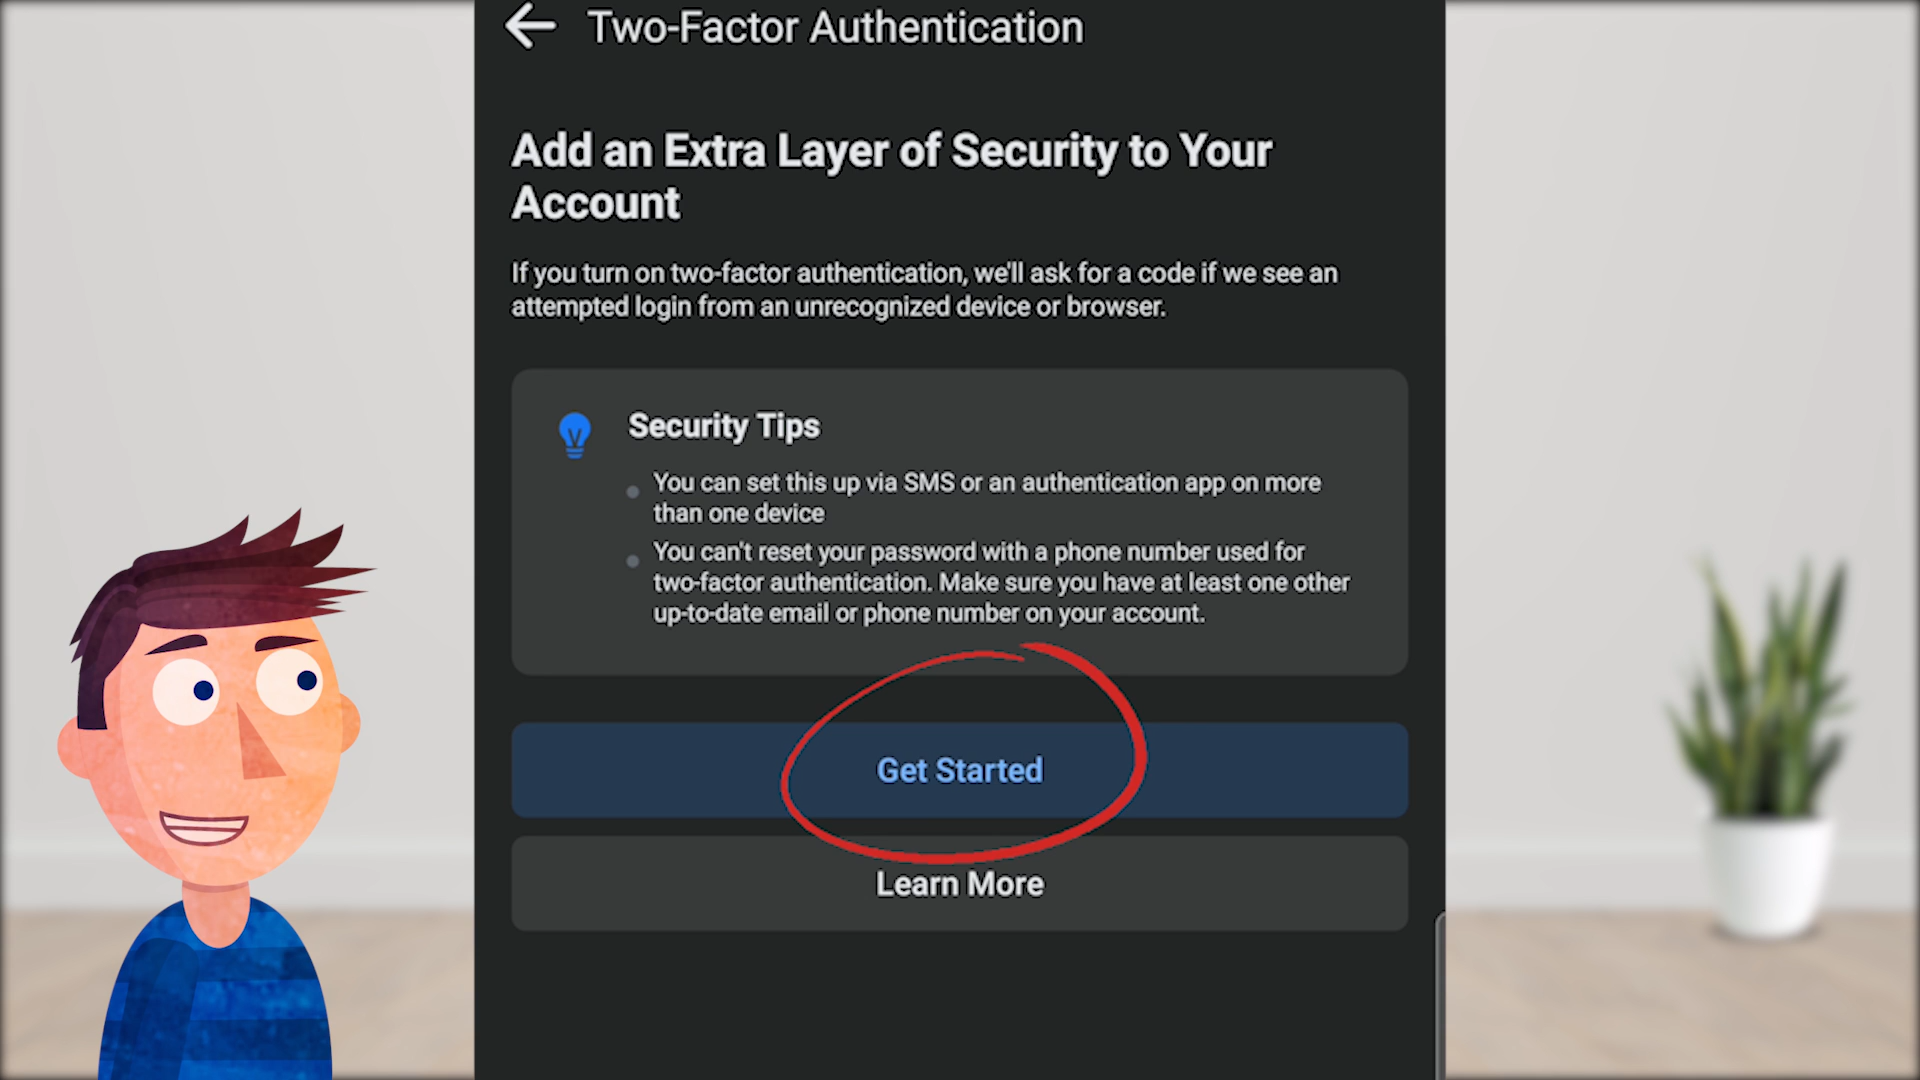 Two-Factor Authentication
Add an Extra Layer of Security to Your
Account
If you turn on two-factor authentication, we'll ask for a code if we see an
attempted login from an unrecognized device or browser.
Security Tips
You can set this up via SMS or an authentication app on more
than one device
You can't reset your password with a phone number used for
two-factor authentication. Make sure you have at least one other
up-to-date email or phone number on your account.
Get Started
Learn More